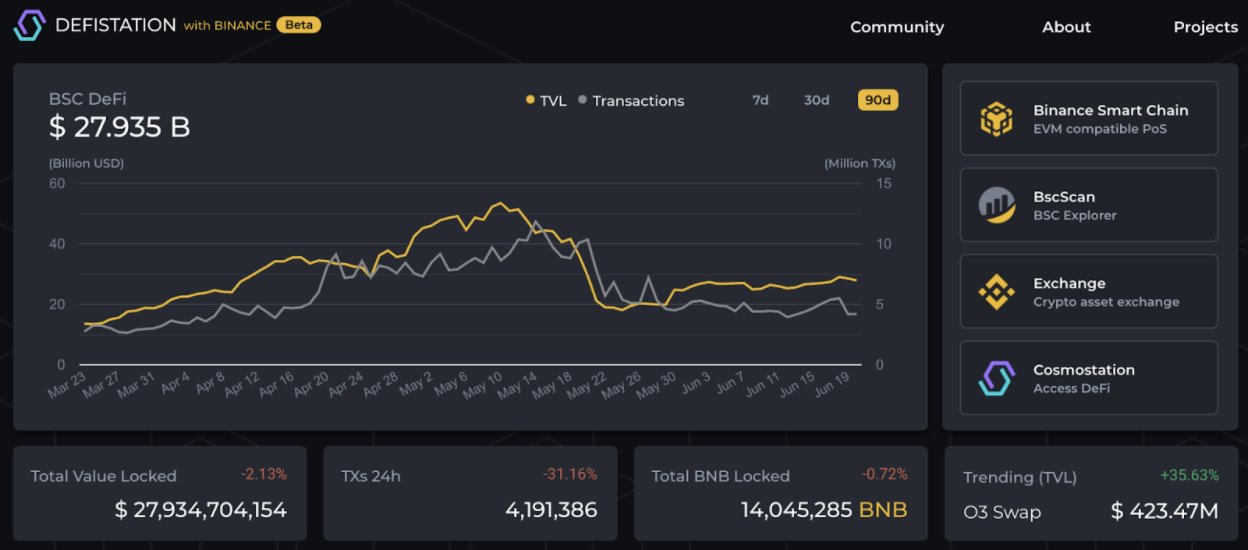 DEFISTATION with BINANCE Beta
Community About Projects
BSC DeFi
$ 27.935 B
TVL Transactions 7d 30d 90d
(Billion USD) (Million TXs)
60 15
40 10
20 5
0 0
Mar 23 Mar 27 Mar 31 Apr 4 Apr 8 Apr 12 Apr 16 Apr 20 Apr 24 Apr 28 May 2 May 6 May 10 May 14 May 18 May 22 May 26 May 30 Jun 3 Jun 7 Jun 11 Jun 15 Jun 19
Binance Smart Chain
EVM compatible PoS
BscScan
BSC Explorer
Exchange
Crypto asset exchange
Cosmostation
Access DeFi
Total Value Locked -2.13%
$ 27,934,704,154
TXs 24h -31.16%
4,191,386
Total BNB Locked -0.72%
14,045,285 BNB
Trending (TVL) +35.63%
O3 Swap $ 423.47M